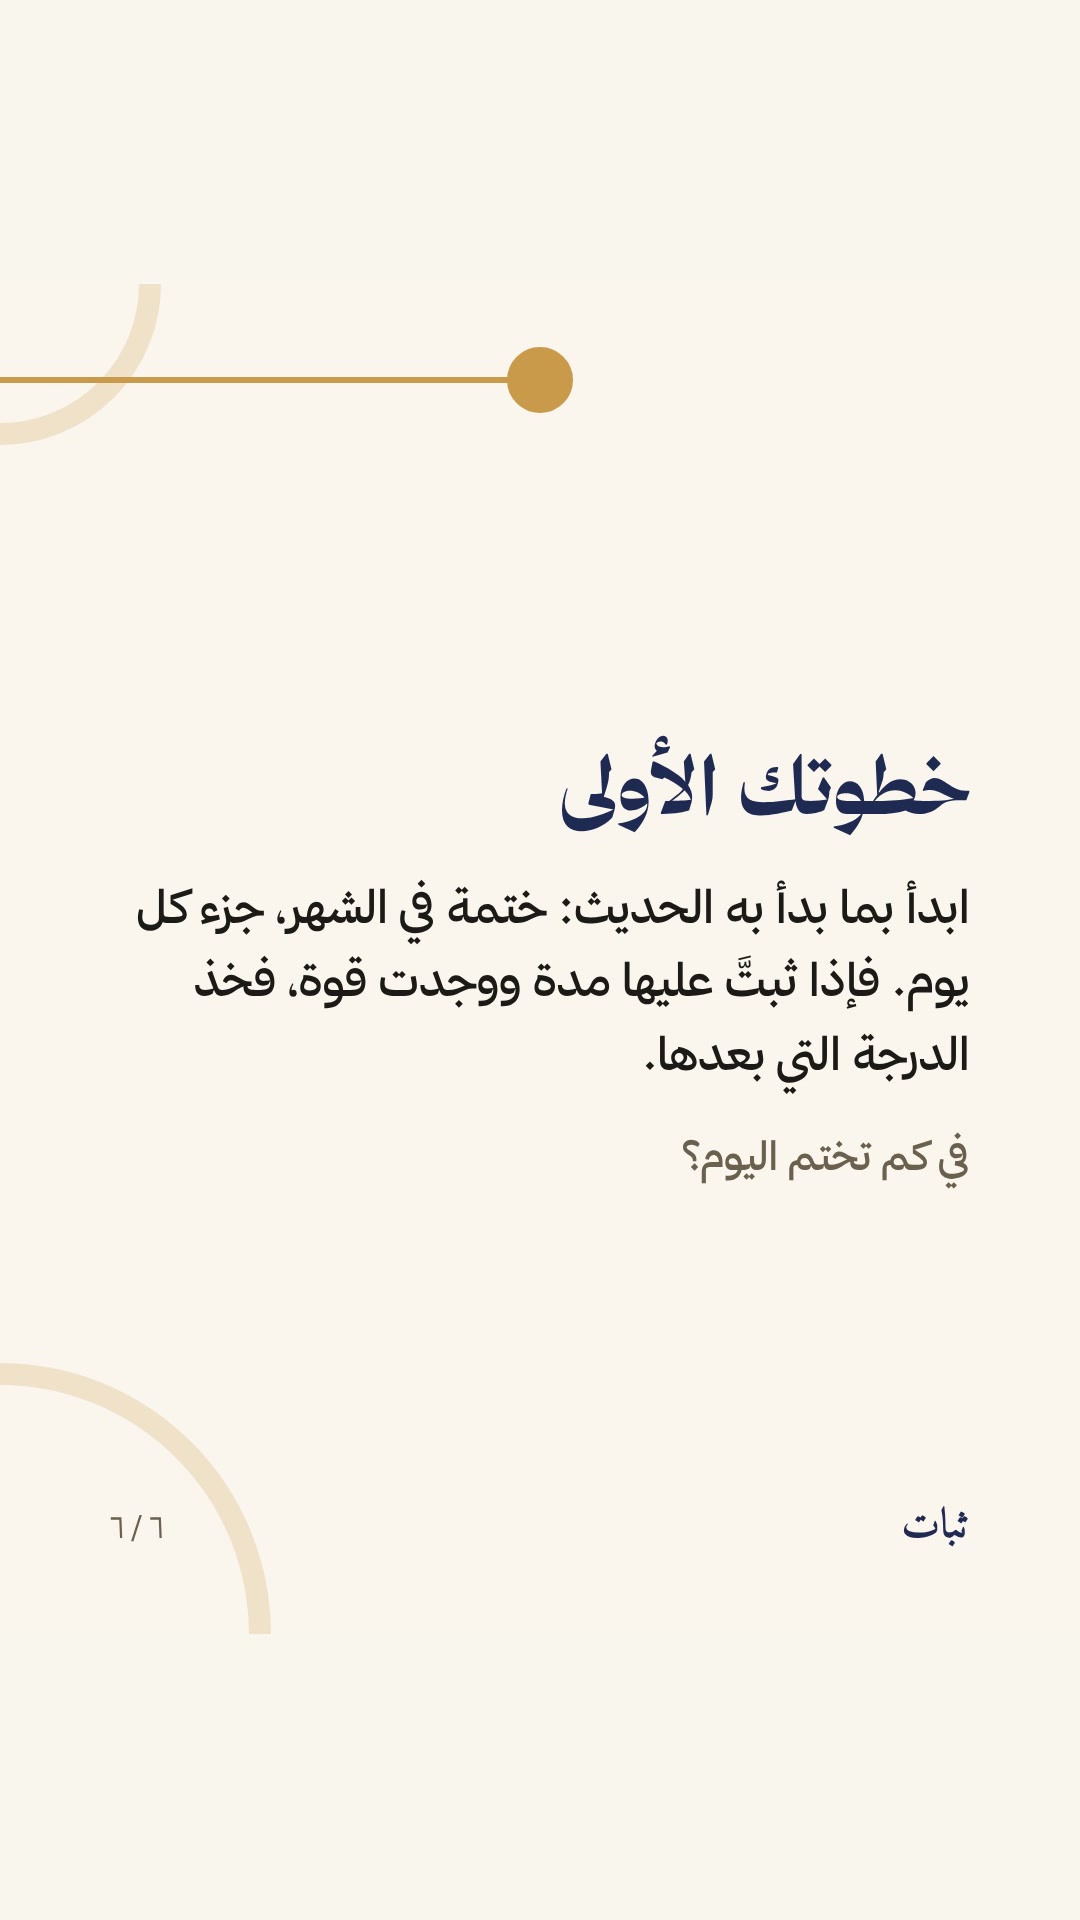 خطوتك الأولى
ابدأ بما بدأ به الحديث: ختمة في الشهر، جزء كل
يوم. فإذا ثبتَّ عليها مدة ووجدت قوة، فخذ
الدرجة التي بعدها.
في كم تختم اليوم؟
ثبات
٦ / ٦